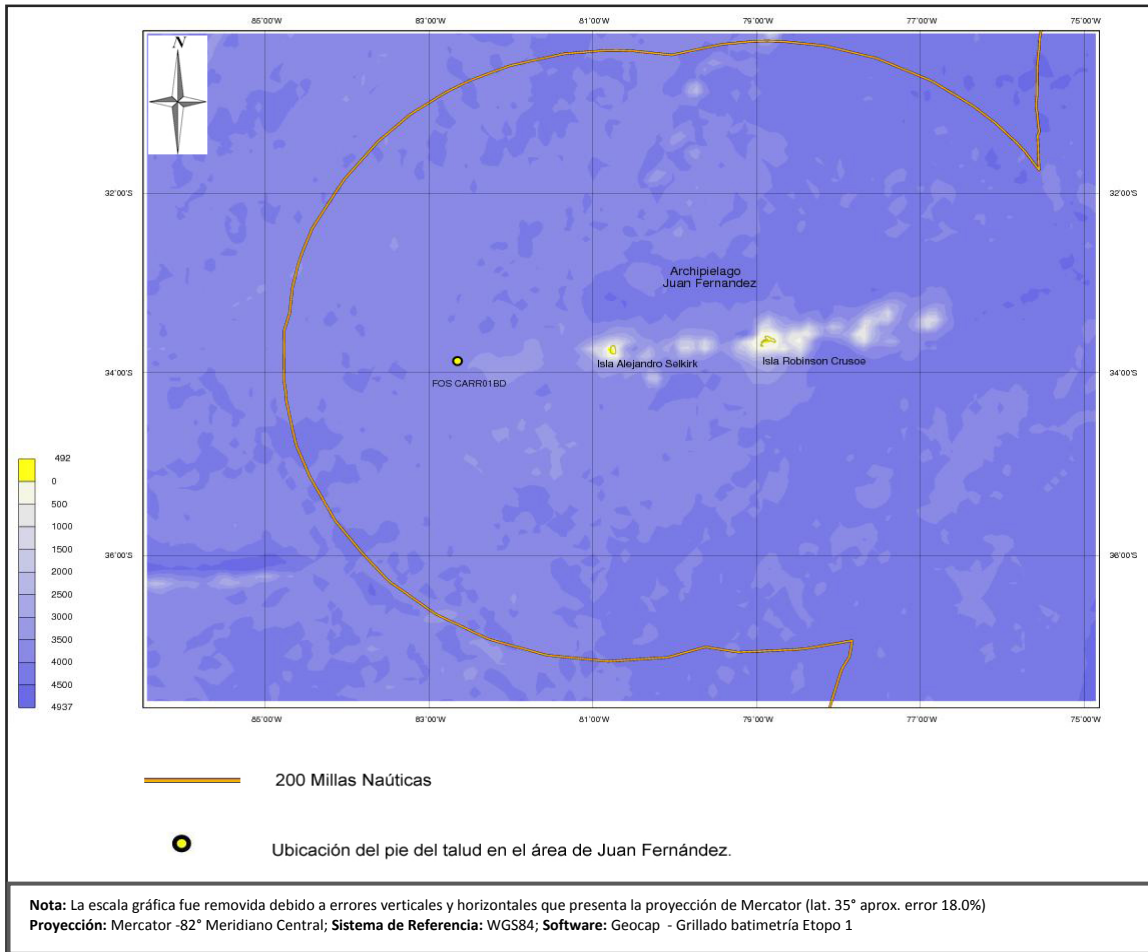 85°00'W 83°00'W 81°00'W 79°00'W 77°00'W 75°00'W
N
32°00'S 32°00'S
Archipielago
Juan Fernandez
Isla Alejandro Selkirk Isla Robinson Crusoe
34°00'S 34°00'S
FOS CARR01BD
492
0
500
1000
1500
2000
2500
3000
3500
4000
4500
4937
36°00'S 36°00'S
85°00'W 83°00'W 81°00'W 79°00'W 77°00'W 75°00'W
200 Millas Naúticas
Ubicación del pie del talud en el área de Juan Fernández.
Nota: La escala gráfica fue removida debido a errores verticales y horizontales que presenta la proyección de Mercator (lat. 35° aprox. error 18.0%)
Proyección: Mercator -82° Meridiano Central; Sistema de Referencia: WGS84; Software: Geocap - Grillado batimetría Etopo 1